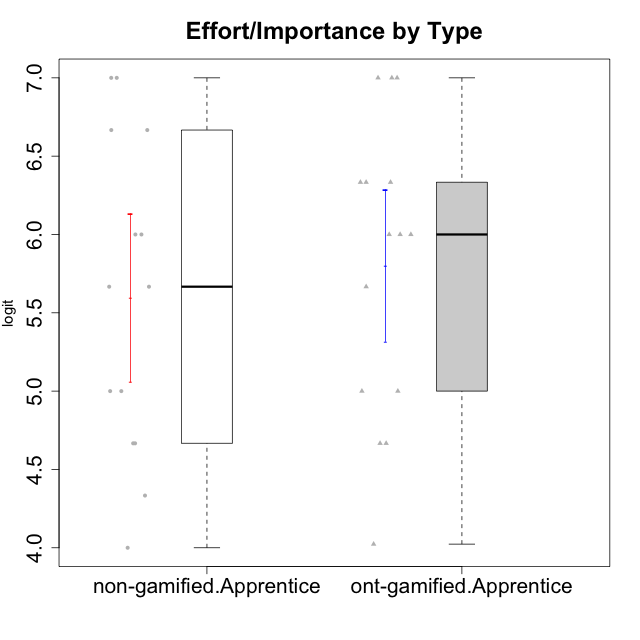 Effort/Importance by Type
7.0
6.5
6.0
5.5
5.0
4.5
4.0
logit
non-gamified.Apprentice
ont-gamified.Apprentice